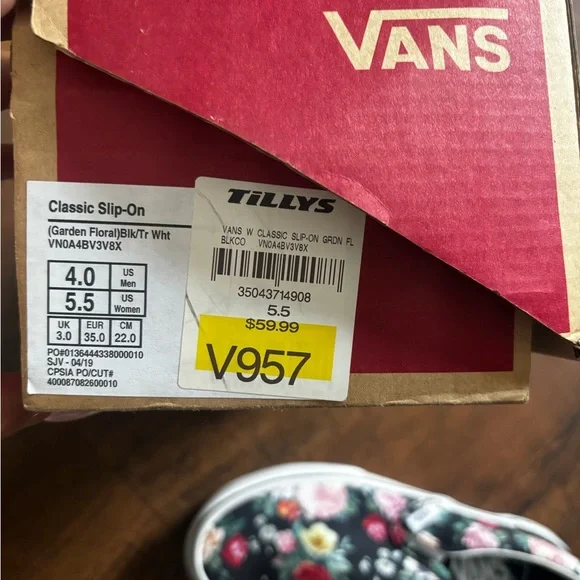 VANS
Classic Slip-On
(Garden Floral)Blk/Tr Wht
VN0A4BV3V8X
4.0 US Men
5.5 US Women
UK EUR CM
3.0 35.0 22.0
PO#0136444338000010
SJV - 04/19
CPSIA PO/CUT#
400087082600010
TiLLYS
VANS W CLASSIC SLIP-ON GRDN FL
BLKCO VN0A4BV3V8X
35043714908
5.5
$59.99
V957